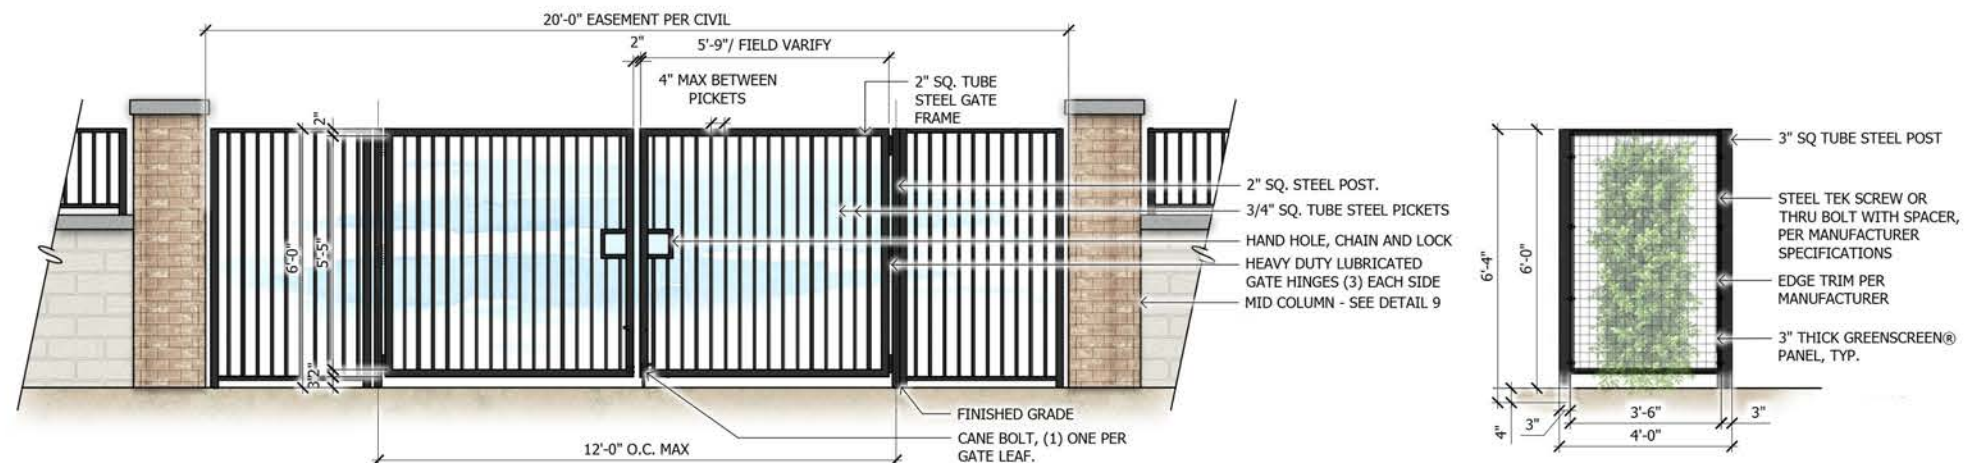 20'-0" EASEMENT PER CIVIL
2"
5'-9"/ FIELD VARIFY
4" MAX BETWEEN
PICKETS
2" SQ. TUBE
STEEL GATE
FRAME
2"
6'-0"
5'-5"
3"
2"
2" SQ. STEEL POST.
3/4" SQ. TUBE STEEL PICKETS
HAND HOLE, CHAIN AND LOCK
HEAVY DUTY LUBRICATED
GATE HINGES (3) EACH SIDE
MID COLUMN - SEE DETAIL 9
FINISHED GRADE
CANE BOLT, (1) ONE PER
GATE LEAF.
12'-0" O.C. MAX
6'-4"
6'-0"
3" SQ TUBE STEEL POST
STEEL TEK SCREW OR
THRU BOLT WITH SPACER,
PER MANUFACTURER
SPECIFICATIONS
EDGE TRIM PER
MANUFACTURER
3" THICK GREENSCREEN®
PANEL, TYP.
4"
3"
3'-6"
3"
4'-0"